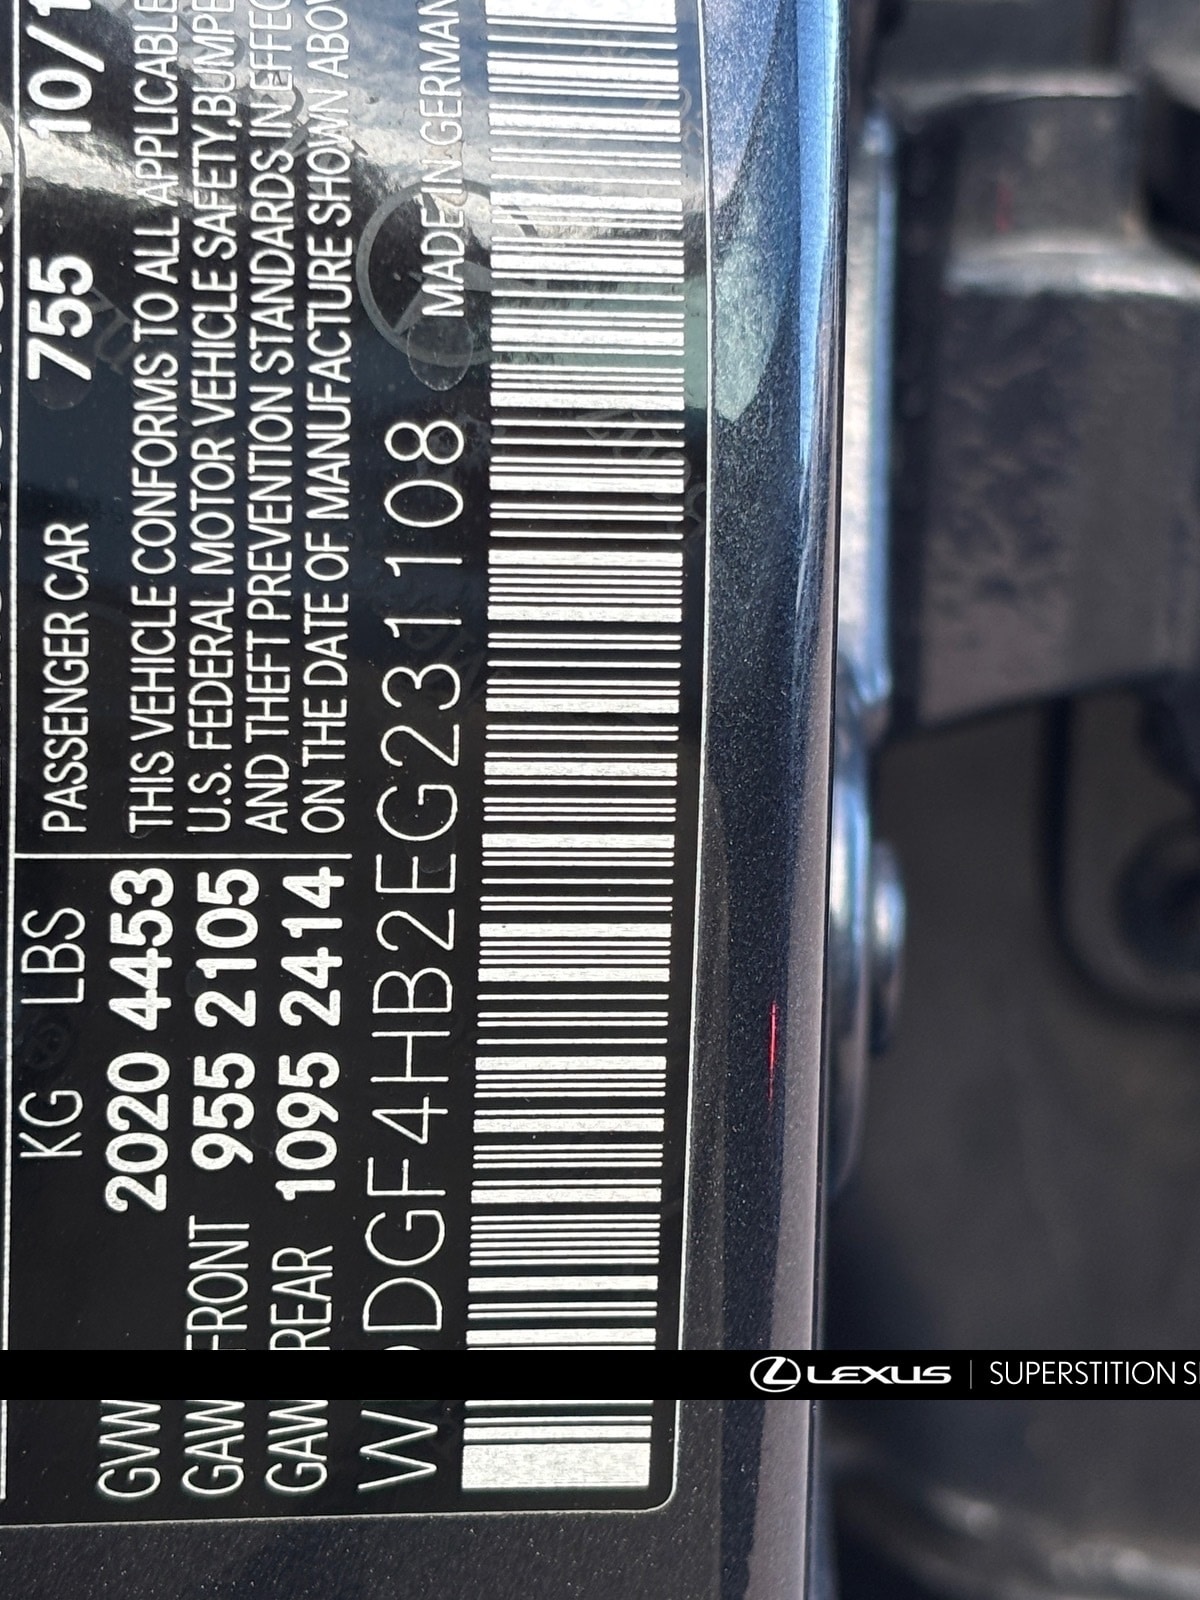 KG LBS PASSENGER CAR 755 10/1
GVW 2020 4453
GAW FRONT 955 2105
GAW REAR 1095 2414
THIS VEHICLE CONFORMS TO ALL APPLICABLE
U.S. FEDERAL MOTOR VEHICLE SAFETY,BUMPE
AND THEFT PREVENTION STANDARDS IN EFFEC
ON THE DATE OF MANUFACTURE SHOWN ABOV
MADE IN GERMAN
W DGF4HB2EG231108
LEXUS | SUPERSTITION S